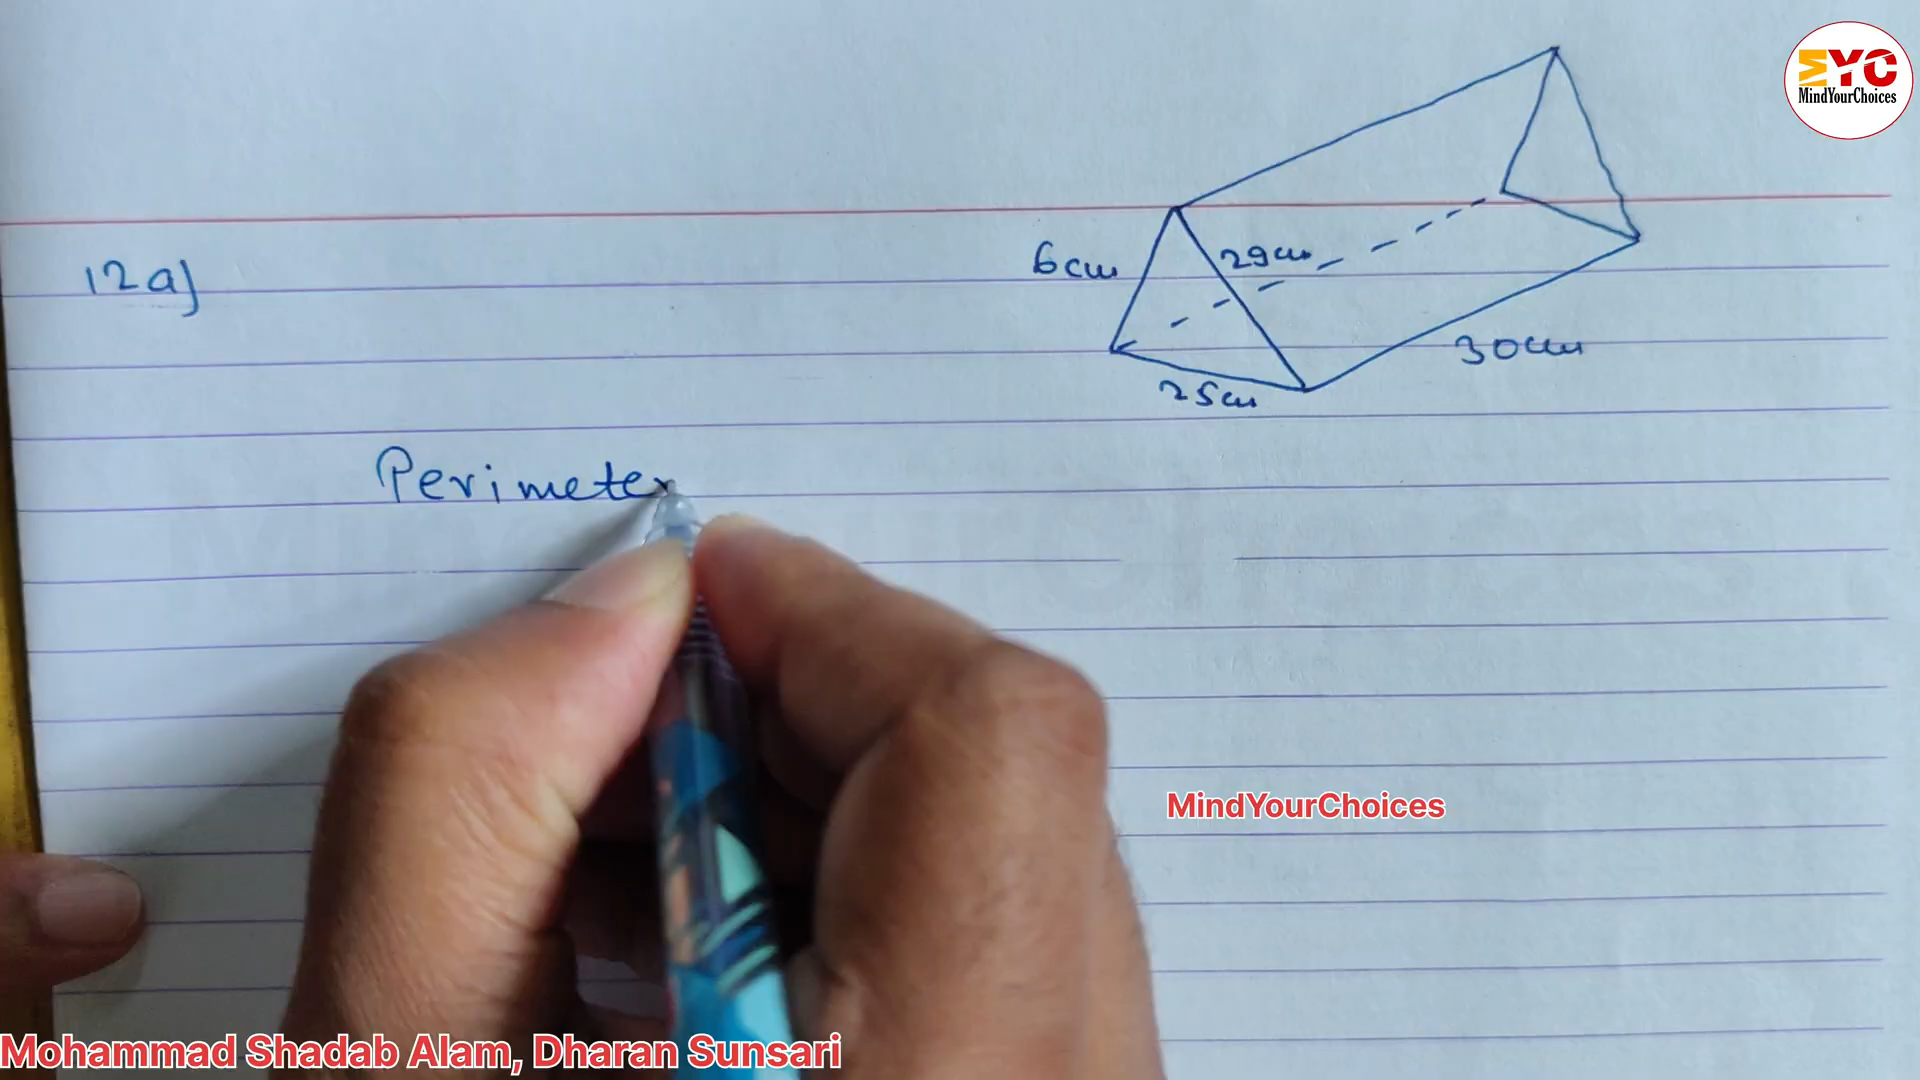 MYC
MindYourChoices
12a)
6cm
29cm
30cm
25cm
Perimeter
MindYourChoices
Mohammad Shadab Alam, Dharan Sunsari